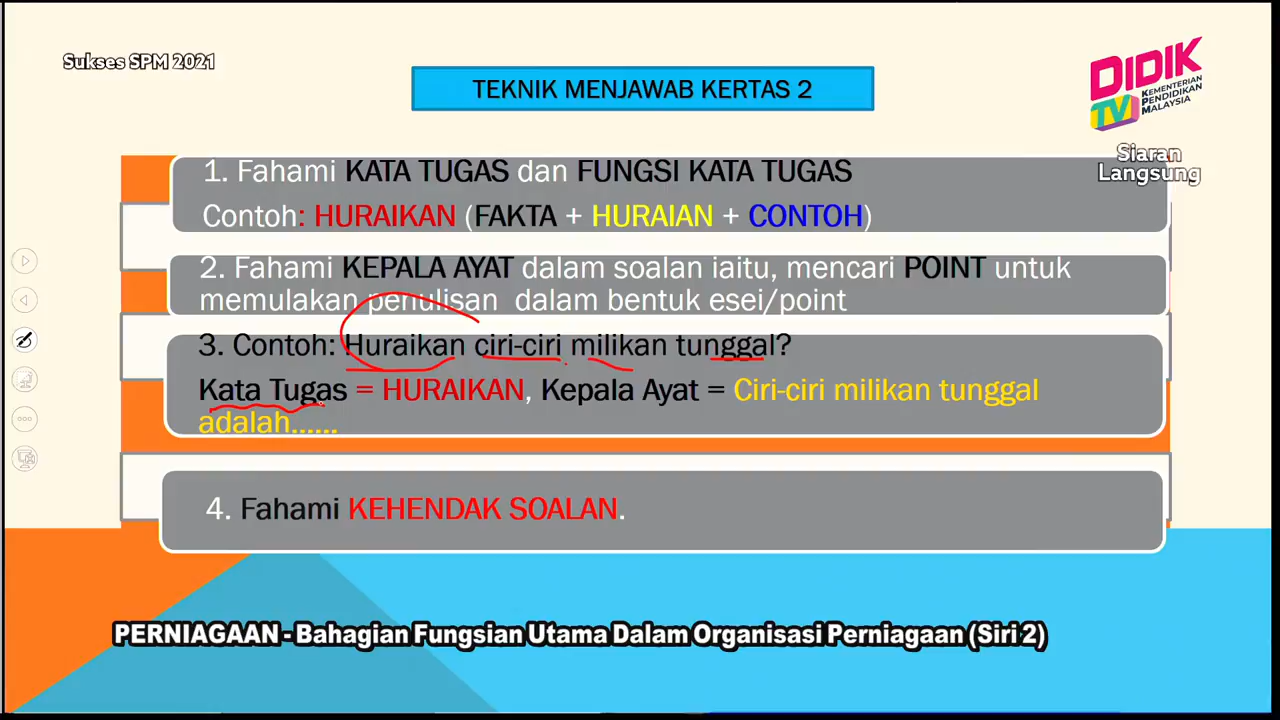 Sukses SPM 2021
TEKNIK MENJAWAB KERTAS 2
DIDIK
TV
KEMENTERIAN
PENDIDIKAN
MALAYSIA
Siaran
Langsung
1. Fahami KATA TUGAS dan FUNGSI KATA TUGAS
Contoh: HURAIKAN (FAKTA + HURAIAN + CONTOH)
2. Fahami KEPALA AYAT dalam soalan iaitu, mencari POINT untuk
memulakan penulisan dalam bentuk esei/point
3. Contoh: Huraikan ciri-ciri milikan tunggal?
Kata Tugas = HURAIKAN, Kepala Ayat = Ciri-ciri milikan tunggal
adalah......
4. Fahami KEHENDAK SOALAN.
PERNIAGAAN - Bahagian Fungsian Utama Dalam Organisasi Perniagaan (Siri 2)